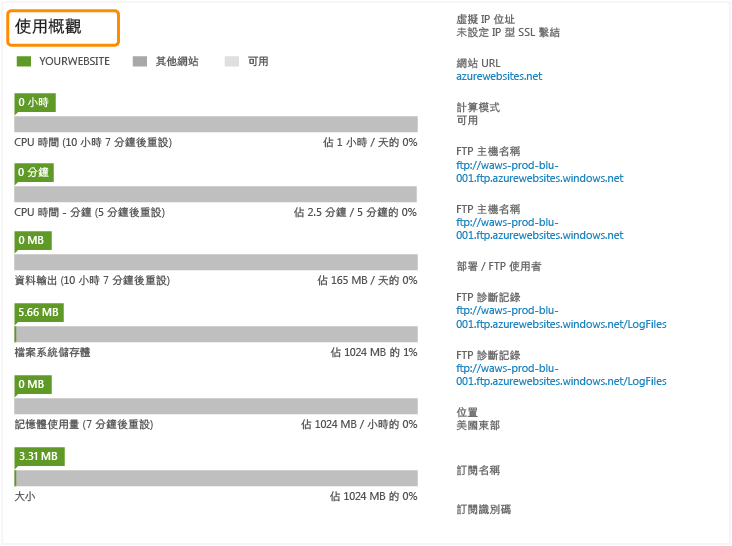 使用概觀
YOURWEBSITE 其他網站 可用
0 小時
CPU 時間 (10 小時 7 分鐘後重設) 佔 1 小時 / 天的 0%
0 分鐘
CPU 時間 - 分鐘 (5 分鐘後重設) 佔 2.5 分鐘 / 5 分鐘的 0%
0 MB
資料輸出 (10 小時 7 分鐘後重設) 佔 165 MB / 天的 0%
5.66 MB
檔案系統儲存體 佔 1024 MB 的 1%
0 MB
記憶體使用量 (7 分鐘後重設) 佔 1024 MB / 小時的 0%
3.31 MB
大小 佔 1024 MB 的 0%
虛擬 IP 位址
未設定 IP 型 SSL 繫結
網站 URL
azurewebsites.net
計算模式
可用
FTP 主機名稱
ftp://waws-prod-blu-
001.ftp.azurewebsites.windows.net
FTP 主機名稱
ftp://waws-prod-blu-
001.ftp.azurewebsites.windows.net
部署 / FTP 使用者
FTP 診斷記錄
ftp://waws-prod-blu-
001.ftp.azurewebsites.windows.net/LogFiles
FTP 診斷記錄
ftp://waws-prod-blu-
001.ftp.azurewebsites.windows.net/LogFiles
位置
美國東部
訂閱名稱
訂閱識別碼